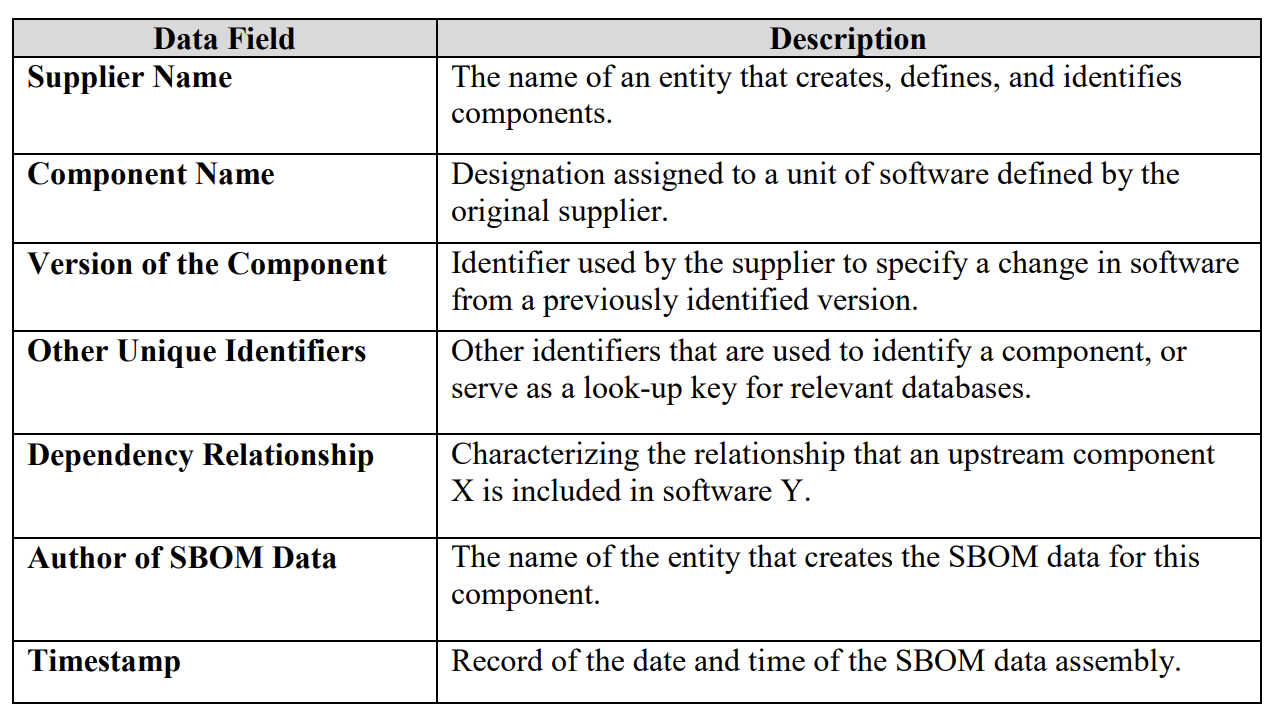 Data Field Description
Supplier Name The name of an entity that creates, defines, and identifies
components.
Component Name Designation assigned to a unit of software defined by the
original supplier.
Version of the Component Identifier used by the supplier to specify a change in software
from a previously identified version.
Other Unique Identifiers Other identifiers that are used to identify a component, or
serve as a look-up key for relevant databases.
Dependency Relationship Characterizing the relationship that an upstream component
X is included in software Y.
Author of SBOM Data The name of the entity that creates the SBOM data for this
component.
Timestamp Record of the date and time of the SBOM data assembly.